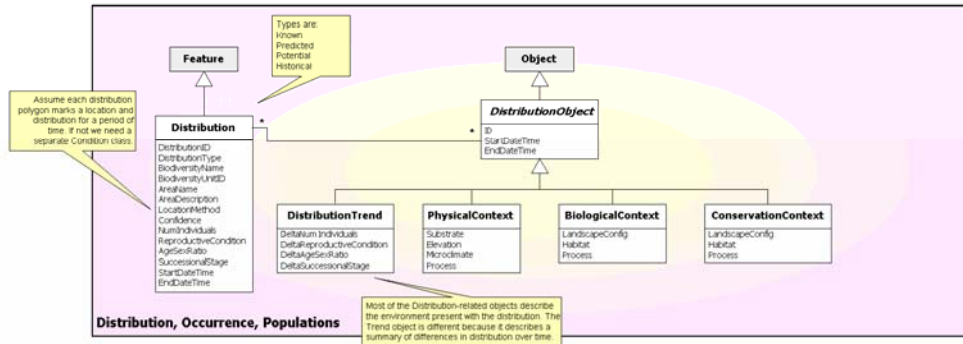 Types are:
Known
Predicted
Potential
Historical
Feature
Object
Assume each distribution
polygon marks a location and
distribution for a period of
time. If not we need a
separate Condition class.
Distribution
DistributionID
DistributionType
BiodiversityName
BiodiversityUnitID
AreaName
AreaDescription
LocationMethod
Confidence
NumIndividuals
ReproductiveCondition
AgeSexRatio
SuccessionalStage
StartDateTime
EndDateTime
*
*
DistributionObject
ID
StartDateTime
EndDateTime
DistributionTrend
DeltaNumIndividuals
DeltaReproductiveCondition
DeltaAgeSexRatio
DeltaSuccessionalStage
PhysicalContext
Substrate
Elevation
Microclimate
Process
BiologicalContext
LandscapeConfig
Habitat
Process
ConservationContext
LandscapeConfig
Habitat
Process
Most of the Distribution-related objects describe
the environment present with the distribution. The
Trend object is different because it describes a
summary of differences in distribution over time.
Distribution, Occurrence, Populations